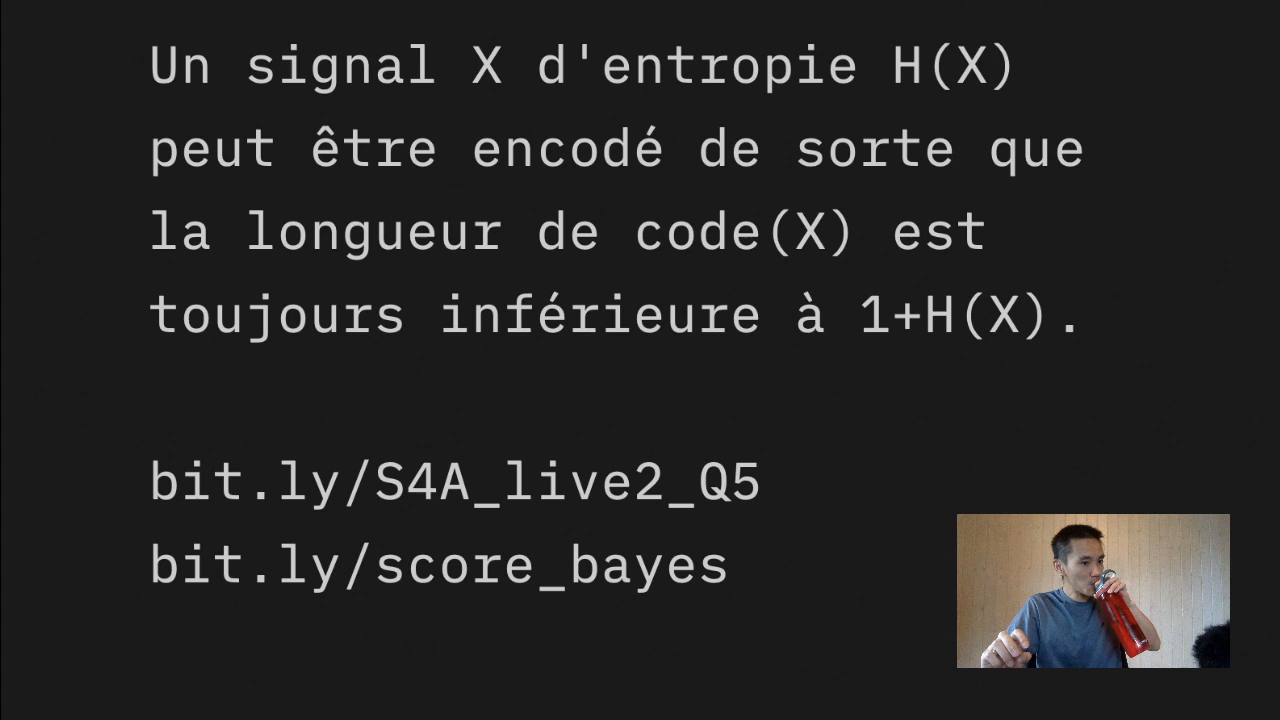 Un signal X d'entropie H(X)
peut être encodé de sorte que
la longueur de code(X) est
toujours inférieure à 1+H(X).
bit.ly/S4A_live2_Q5
bit.ly/score_bayes